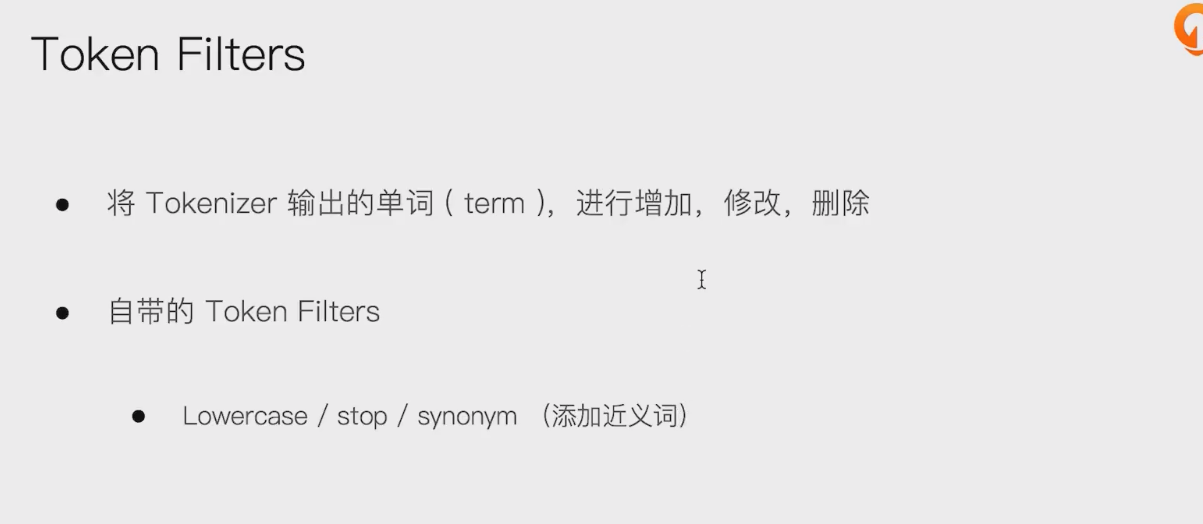 Token Filters
将 Tokenizer 输出的单词（ term ），进行增加，修改，删除
自带的 Token Filters
Lowercase / stop / synonym （添加近义词）